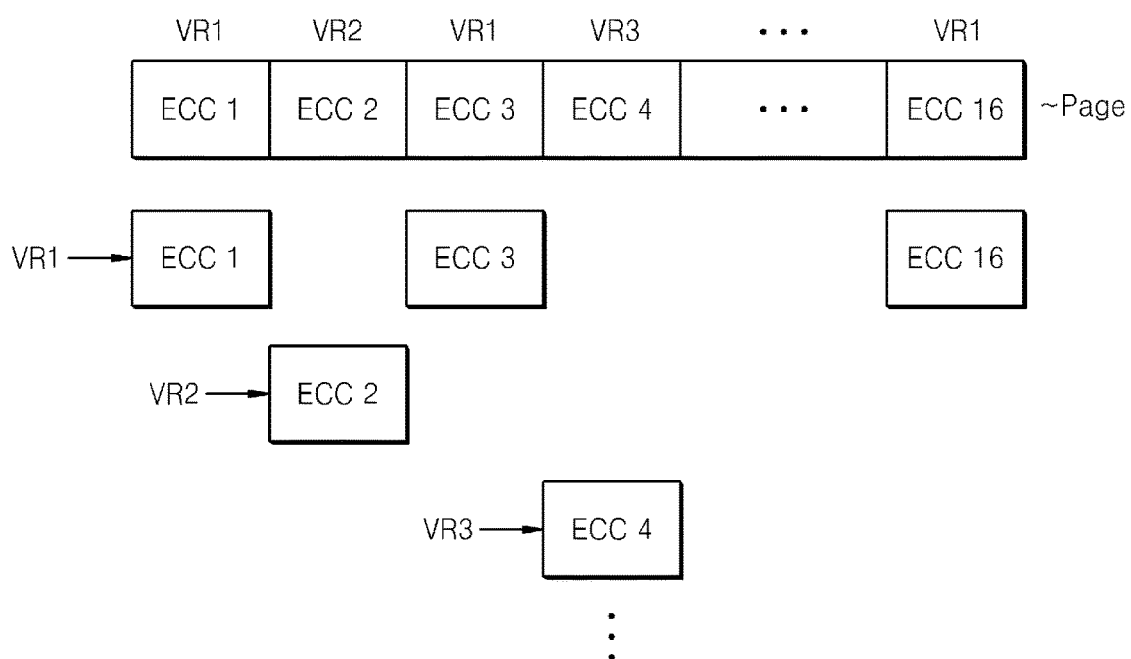 VR1 VR2 VR1 VR3 • • • VR1
ECC 1 ECC 2 ECC 3 ECC 4 • • • ECC 16 ~Page
VR1 ECC 1 ECC 3 ECC 16
VR2 ECC 2
VR3 ECC 4